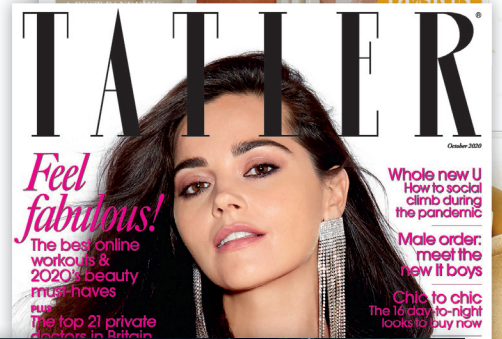 TATLER®
October 2020
Feel
fabulous!
The best online
workouts &
2020's beauty
must-haves
PLUS
The top 21 private
doctors in Britain
Whole new U
How to social
climb during
the pandemic
Male order:
meet the
new It boys
Chic to chic
The 16 day-to-night
looks to buy now